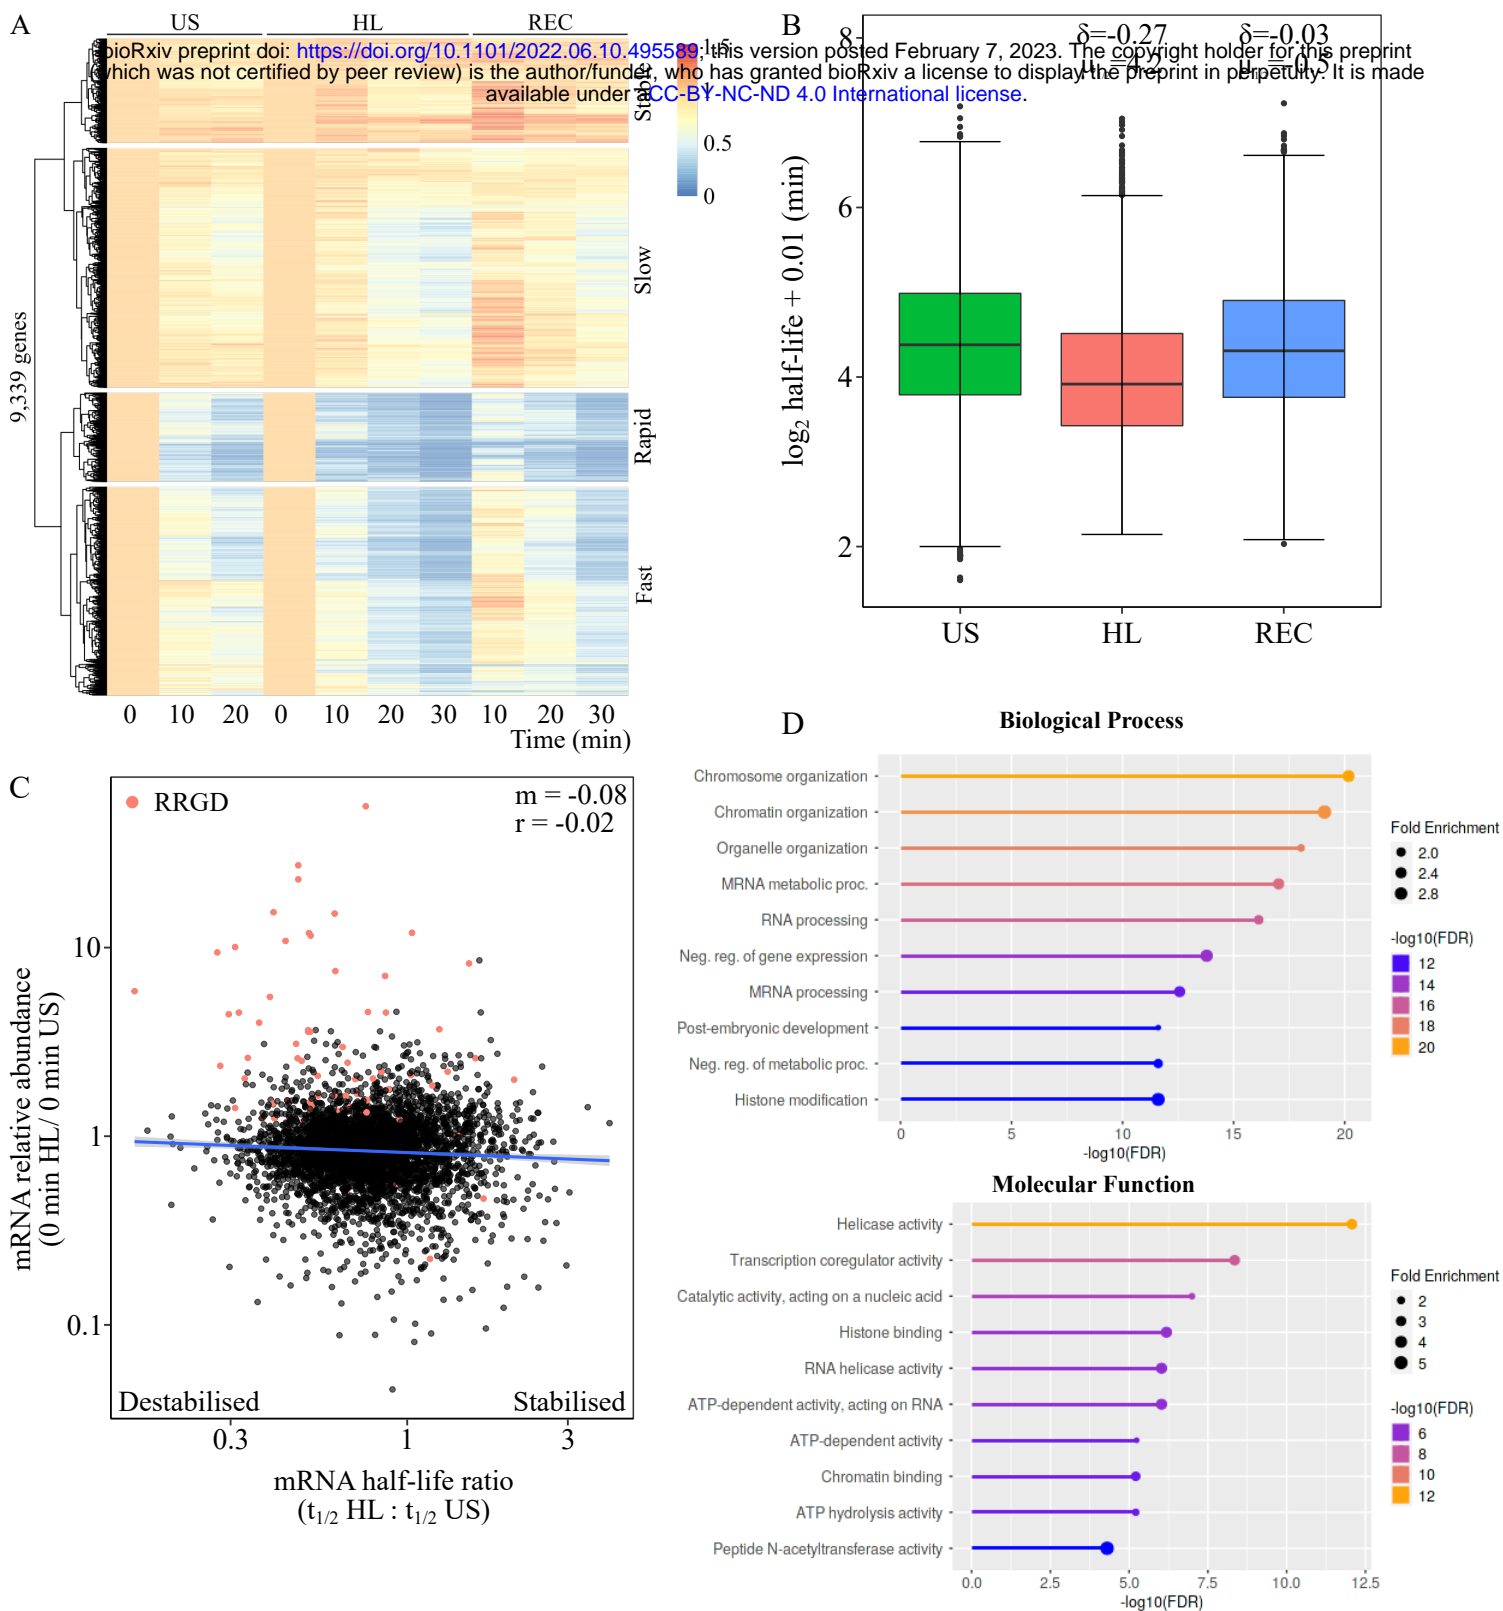 A
US HL REC
bioRxiv preprint doi: https://doi.org/10.1101/2022.06.10.495589; this version posted February 7, 2023. The copyright holder for this preprint
(which was not certified by peer review) is the author/funder, who has granted bioRxiv a license to display the preprint in perpetuity. It is made
available under aCC-BY-NC-ND 4.0 International license.
1.5
0.5
0
Stable
Slow
Rapid
Fast
9,339 genes
0 10 20 0 10 20 30 10 20 30
Time (min)
B
δ=-0.27 δ=-0.03
8
6
4
2
log2 half-life + 0.01 (min)
US HL REC
C
RRGD
m = -0.08
r = -0.02
10
1
0.1
mRNA relative abundance
(0 min HL/ 0 min US)
Destabilised Stabilised
0.3 1 3
mRNA half-life ratio
(t1/2 HL : t1/2 US)
D
Biological Process
Chromosome organization
Chromatin organization
Organelle organization
MRNA metabolic proc.
RNA processing
Neg. reg. of gene expression
MRNA processing
Post-embryonic development
Neg. reg. of metabolic proc.
Histone modification
0 5 10 15 20
-log10(FDR)
Fold Enrichment
2.0
2.4
2.8
-log10(FDR)
12
14
16
18
20
Molecular Function
Helicase activity
Transcription coregulator activity
Catalytic activity, acting on a nucleic acid
Histone binding
RNA helicase activity
ATP-dependent activity, acting on RNA
ATP-dependent activity
Chromatin binding
ATP hydrolysis activity
Peptide N-acetyltransferase activity
0.0 2.5 5.0 7.5 10.0 12.5
-log10(FDR)
Fold Enrichment
2
3
4
5
-log10(FDR)
6
8
10
12